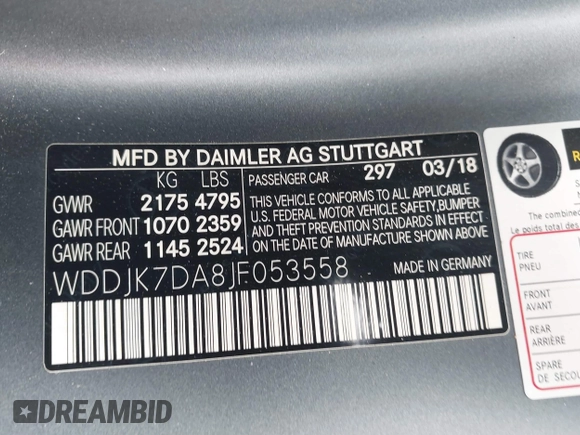 MFD BY DAIMLER AG STUTTGART
KG LBS PASSENGER CAR 297 03/18
GVWR 2175 4795
GAWR FRONT 1070 2359
GAWR REAR 1145 2524
THIS VEHICLE CONFORMS TO ALL APPLICABLE
U.S. FEDERAL MOTOR VEHICLE SAFETY, BUMPER,
AND THEFT PREVENTION STANDARDS IN EFFECT
ON THE DATE OF MANUFACTURE SHOWN ABOVE
WDDJK7DA8JF053558 MADE IN GERMANY
The combined
Le poids total des
TIRE
PNEU
FRONT
AVANT
REAR
ARRIÈRE
SPARE
DE SECOU
DREAMBID